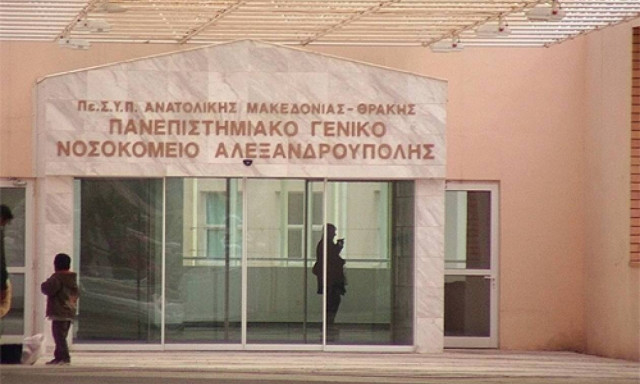 Πε.Σ.Υ.Π. ΑΝΑΤΟΛΙΚΗΣ ΜΑΚΕΔΟΝΙΑΣ - ΘΡΑΚΗΣ
ΠΑΝΕΠΙΣΤΗΜΙΑΚΟ ΓΕΝΙΚΟ
ΝΟΣΟΚΟΜΕΙΟ ΑΛΕΞΑΝΔΡΟΥΠΟΛΗΣ